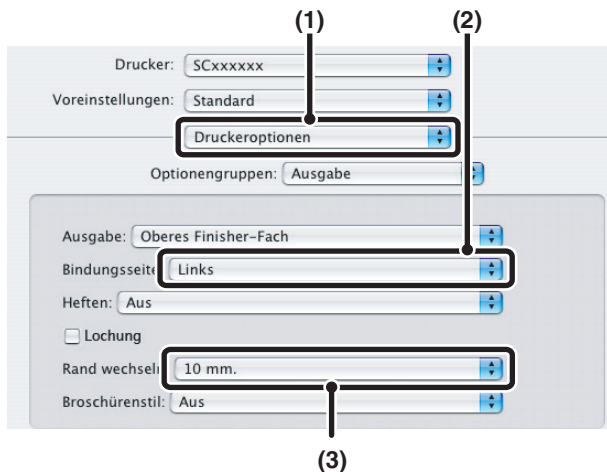 (1) (2)
Drucker: SCxxxxxx
Voreinstellungen: Standard
Druckeroptionen
Optionengruppen: Ausgabe
Ausgabe: Oberes Finisher-Fach
Bindungsseite Links
Heften: Aus
Lochung
Rand wechseln 10 mm.
Broschürenstil: Aus
(3)